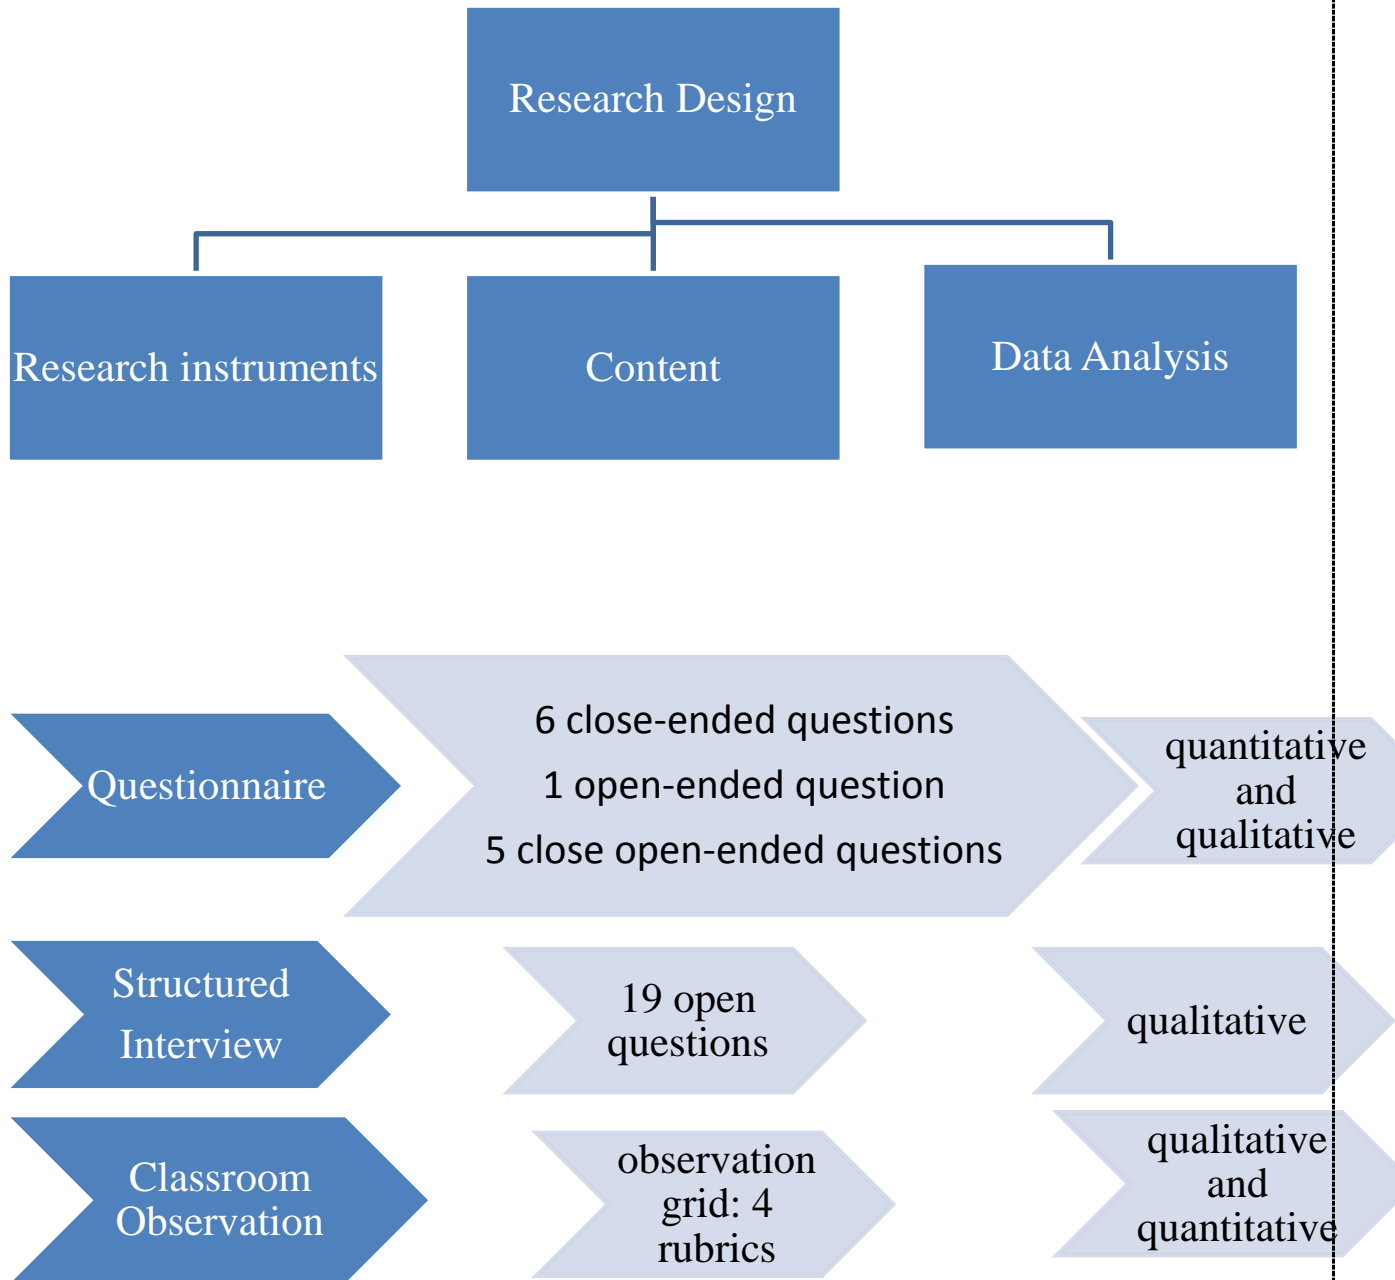 Research Design
Research instruments
Content
Data Analysis
Questionnaire
6 close-ended questions
1 open-ended question
5 close open-ended questions
quantitative
and
qualitative
Structured
Interview
19 open
questions
qualitative
Classroom
Observation
observation
grid: 4
rubrics
qualitative
and
quantitative